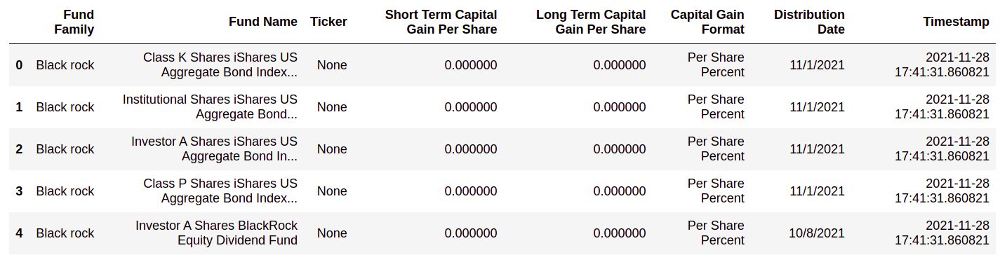 Fund Family Fund Name Ticker Short Term Capital Gain Per Share Long Term Capital Gain Per Share Capital Gain Format Distribution Date Timestamp
0 Black rock Class K Shares iShares US Aggregate Bond Index... None 0.000000 0.000000 Per Share Percent 11/1/2021 2021-11-28 17:41:31.860821
1 Black rock Institutional Shares iShares US Aggregate Bond... None 0.000000 0.000000 Per Share Percent 11/1/2021 2021-11-28 17:41:31.860821
2 Black rock Investor A Shares iShares US Aggregate Bond In... None 0.000000 0.000000 Per Share Percent 11/1/2021 2021-11-28 17:41:31.860821
3 Black rock Class P Shares iShares US Aggregate Bond Index... None 0.000000 0.000000 Per Share Percent 11/1/2021 2021-11-28 17:41:31.860821
4 Black rock Investor A Shares BlackRock Equity Dividend Fund None 0.000000 0.000000 Per Share Percent 10/8/2021 2021-11-28 17:41:31.860821